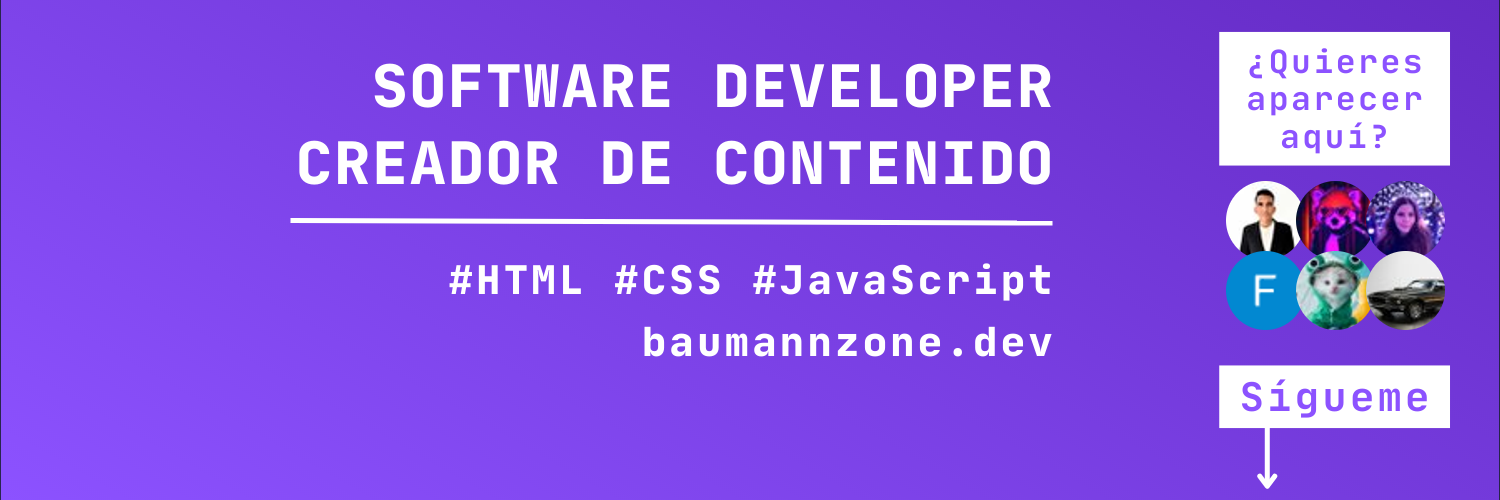 SOFTWARE DEVELOPER
CREADOR DE CONTENIDO
#HTML #CSS #JavaScript
baumannzone.dev
¿Quieres
aparecer
aquí?
F
Sígueme